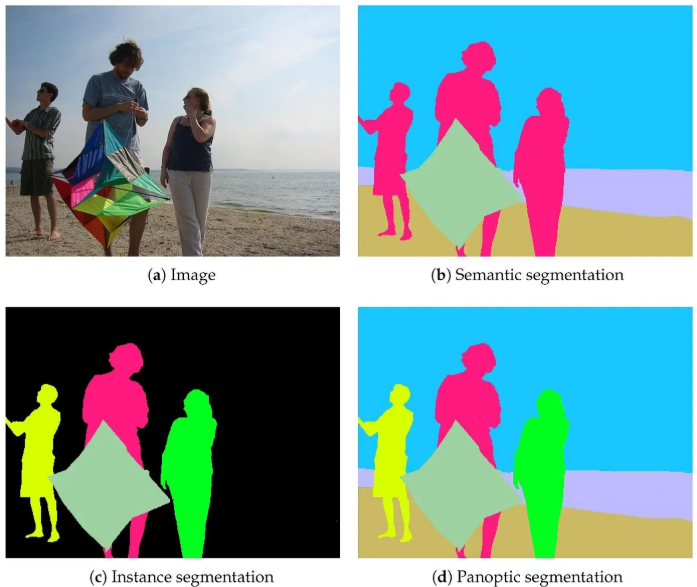 (a) Image
(b) Semantic segmentation
(c) Instance segmentation
(d) Panoptic segmentation